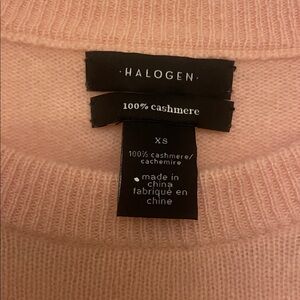 ·HALOGEN·
100% cashmere
XS
100% cashmere/
cachemire
made in
china
fabriqué en
chine